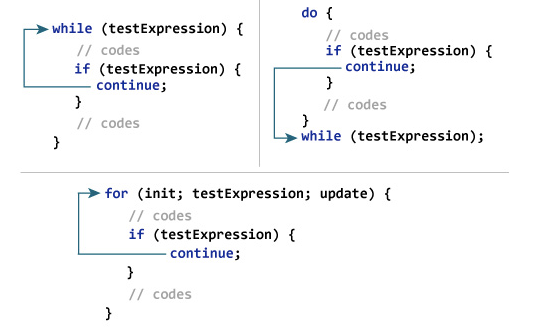 while (testExpression) {
// codes
if (testExpression) {
continue;
}
// codes
}
do {
// codes
if (testExpression) {
continue;
}
// codes
}
while (testExpression);
for (init; testExpression; update) {
// codes
if (testExpression) {
continue;
}
// codes
}